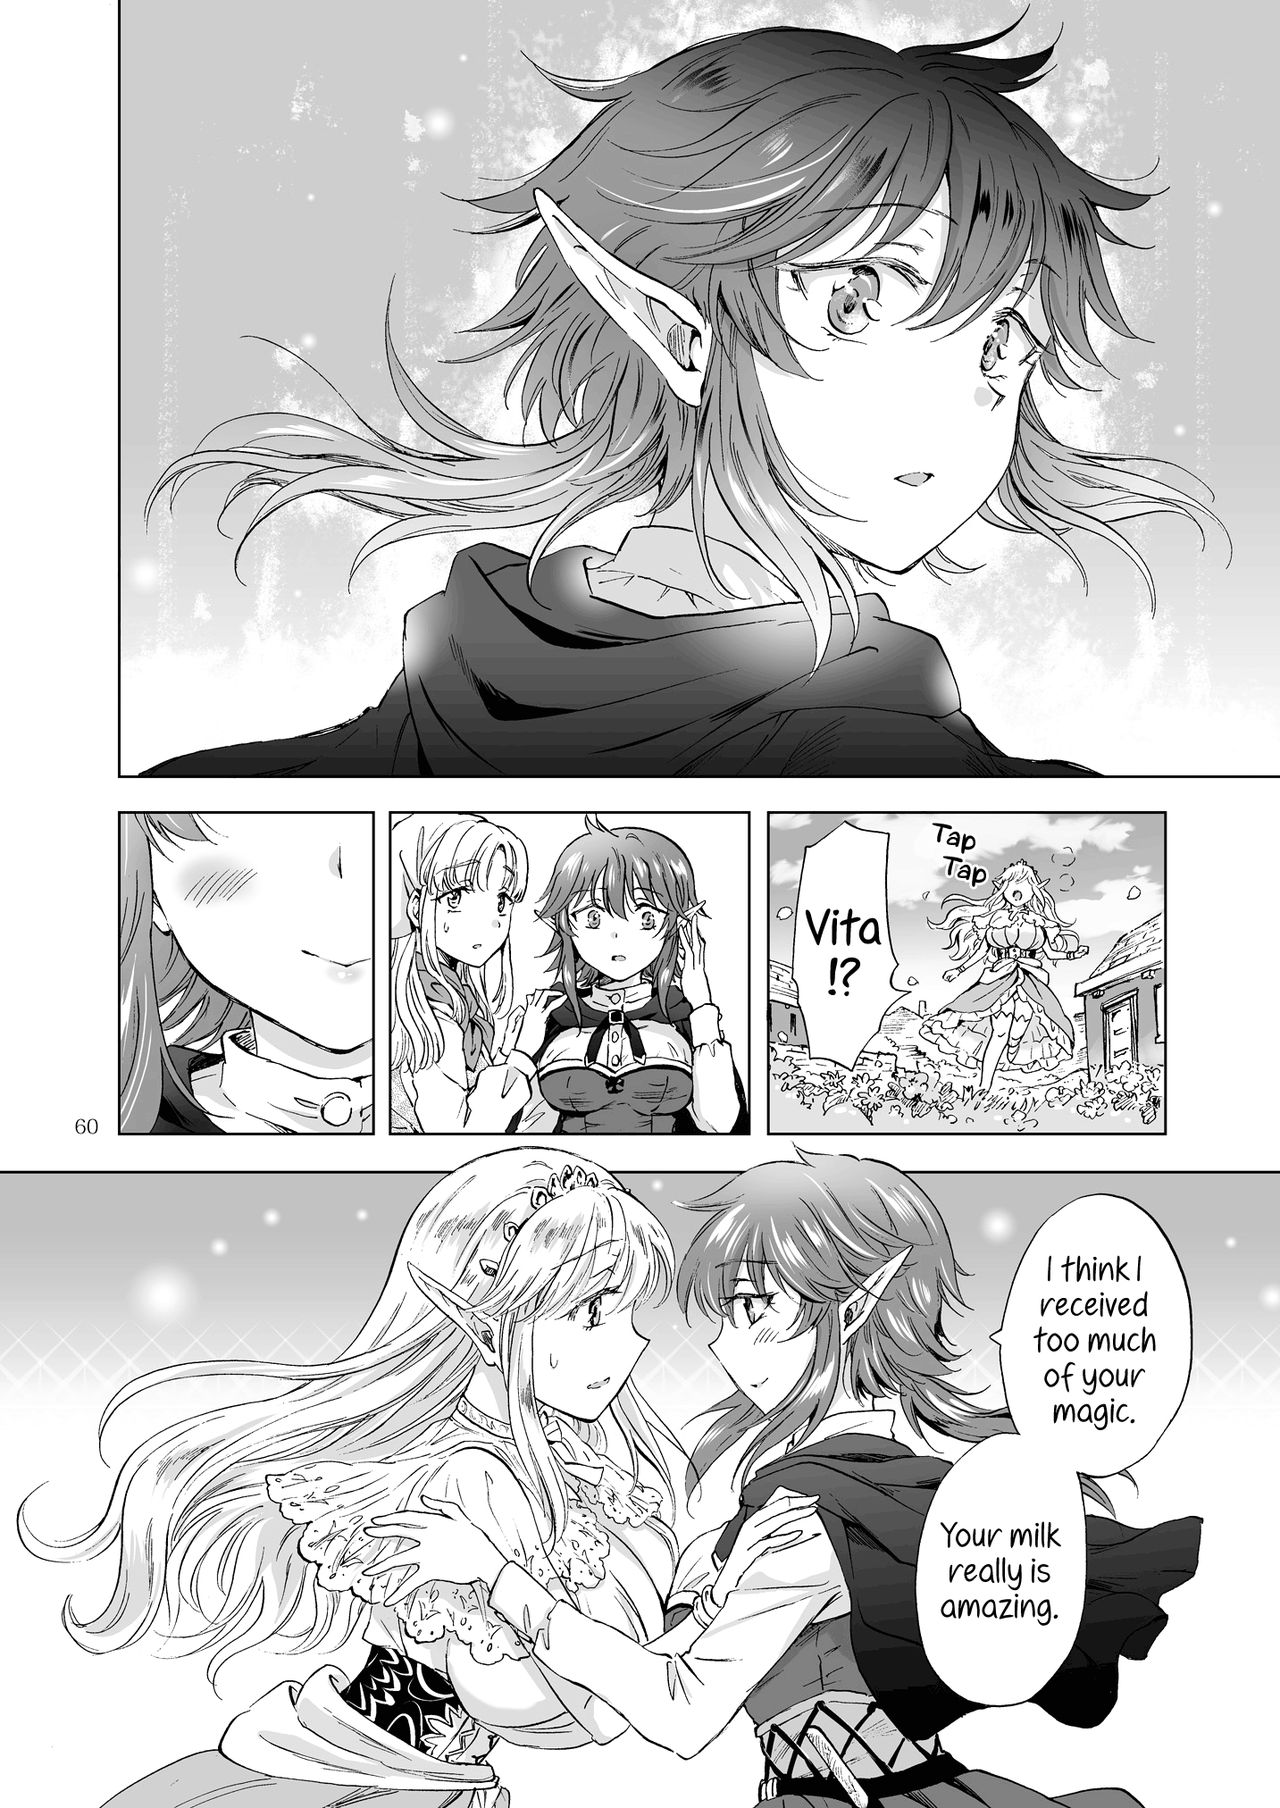 Tap
Tap
Vita
!?
60
I think I
received
too much
of your
magic.
Your milk
really is
amazing.